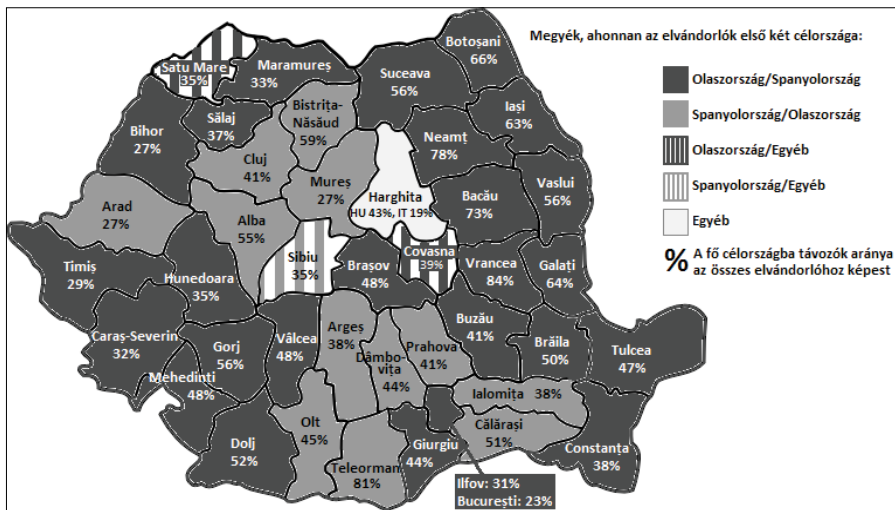 Megyék, ahonnan az elvándorlók első két célországa:
Olaszország/Spanyolország
Spanyolország/Olaszország
Olaszország/Egyéb
Spanyolország/Egyéb
Egyéb
% A fő célországba távozók aránya
az összes elvándorlóhoz képest
Botoșani
66%
Satu Mare
35%
Maramureș
33%
Suceava
56%
Iași
63%
Bistrița-
Năsăud
59%
Sălaj
37%
Bihor
27%
Neamț
78%
Cluj
41%
Mureș
27%
Harghita
HU 43%, IT 19%
Bacău
73%
Vaslui
56%
Arad
27%
Alba
55%
Sibiu
35%
Covasna
39%
Brașov
48%
Vrancea
84%
Galați
64%
Timiș
29%
Hunedoara
35%
Caraș-Severin
32%
Gorj
56%
Vâlcea
48%
Argeș
38%
Dâmbo-
vița
44%
Prahova
41%
Buzău
41%
Brăila
50%
Tulcea
47%
Mehedinti
48%
Ialomița 38%
Călărași
51%
Constanța
38%
Dolj
52%
Olt
45%
Teleorman
81%
Giurgiu
44%
Ilfov: 31%
București: 23%